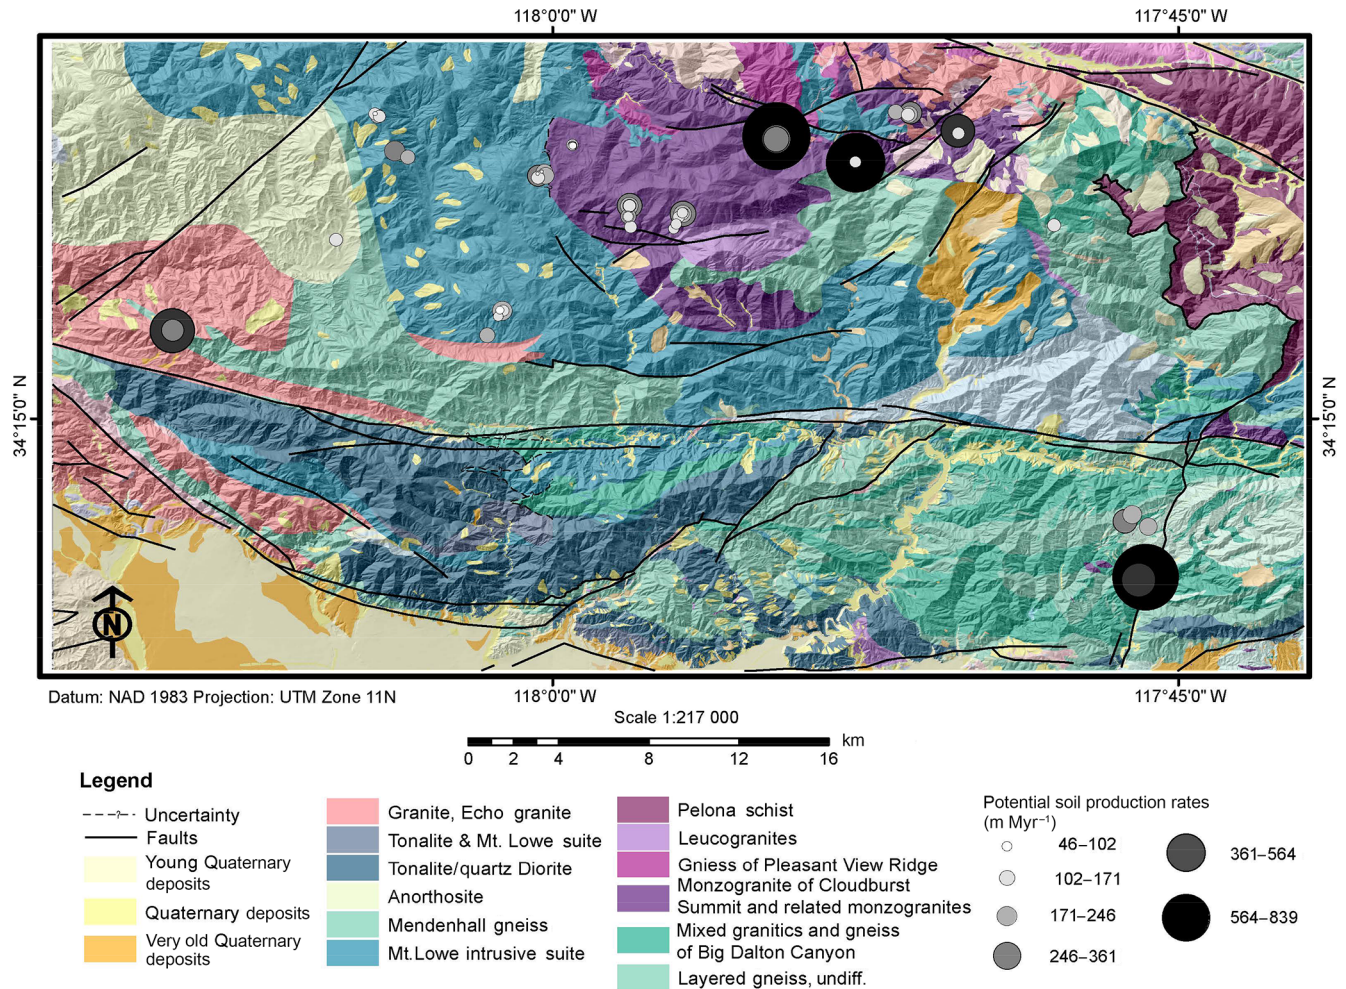 118°0'0" W
117°45'0" W
34°15'0" N
34°15'0" N
N
118°0'0" W
117°45'0" W
Datum: NAD 1983 Projection: UTM Zone 11N
Scale 1:217 000
km
0 2 4 8 12 16
Legend
-?- Uncertainty
Faults
Young Quaternary
deposits
Quaternary deposits
Very old Quaternary
deposits
Granite, Echo granite
Tonalite & Mt. Lowe suite
Tonalite/quartz Diorite
Anorthosite
Mendenhall gneiss
Mt.Lowe intrusive suite
Pelona schist
Leucogranites
Gniess of Pleasant View Ridge
Monzogranite of Cloudburst
Summit and related monzogranites
Mixed granitics and gneiss
of Big Dalton Canyon
Layered gneiss, undiff.
Potential soil production rates
(m Myr⁻¹)
46–102
102–171
171–246
246–361
361–564
564–839